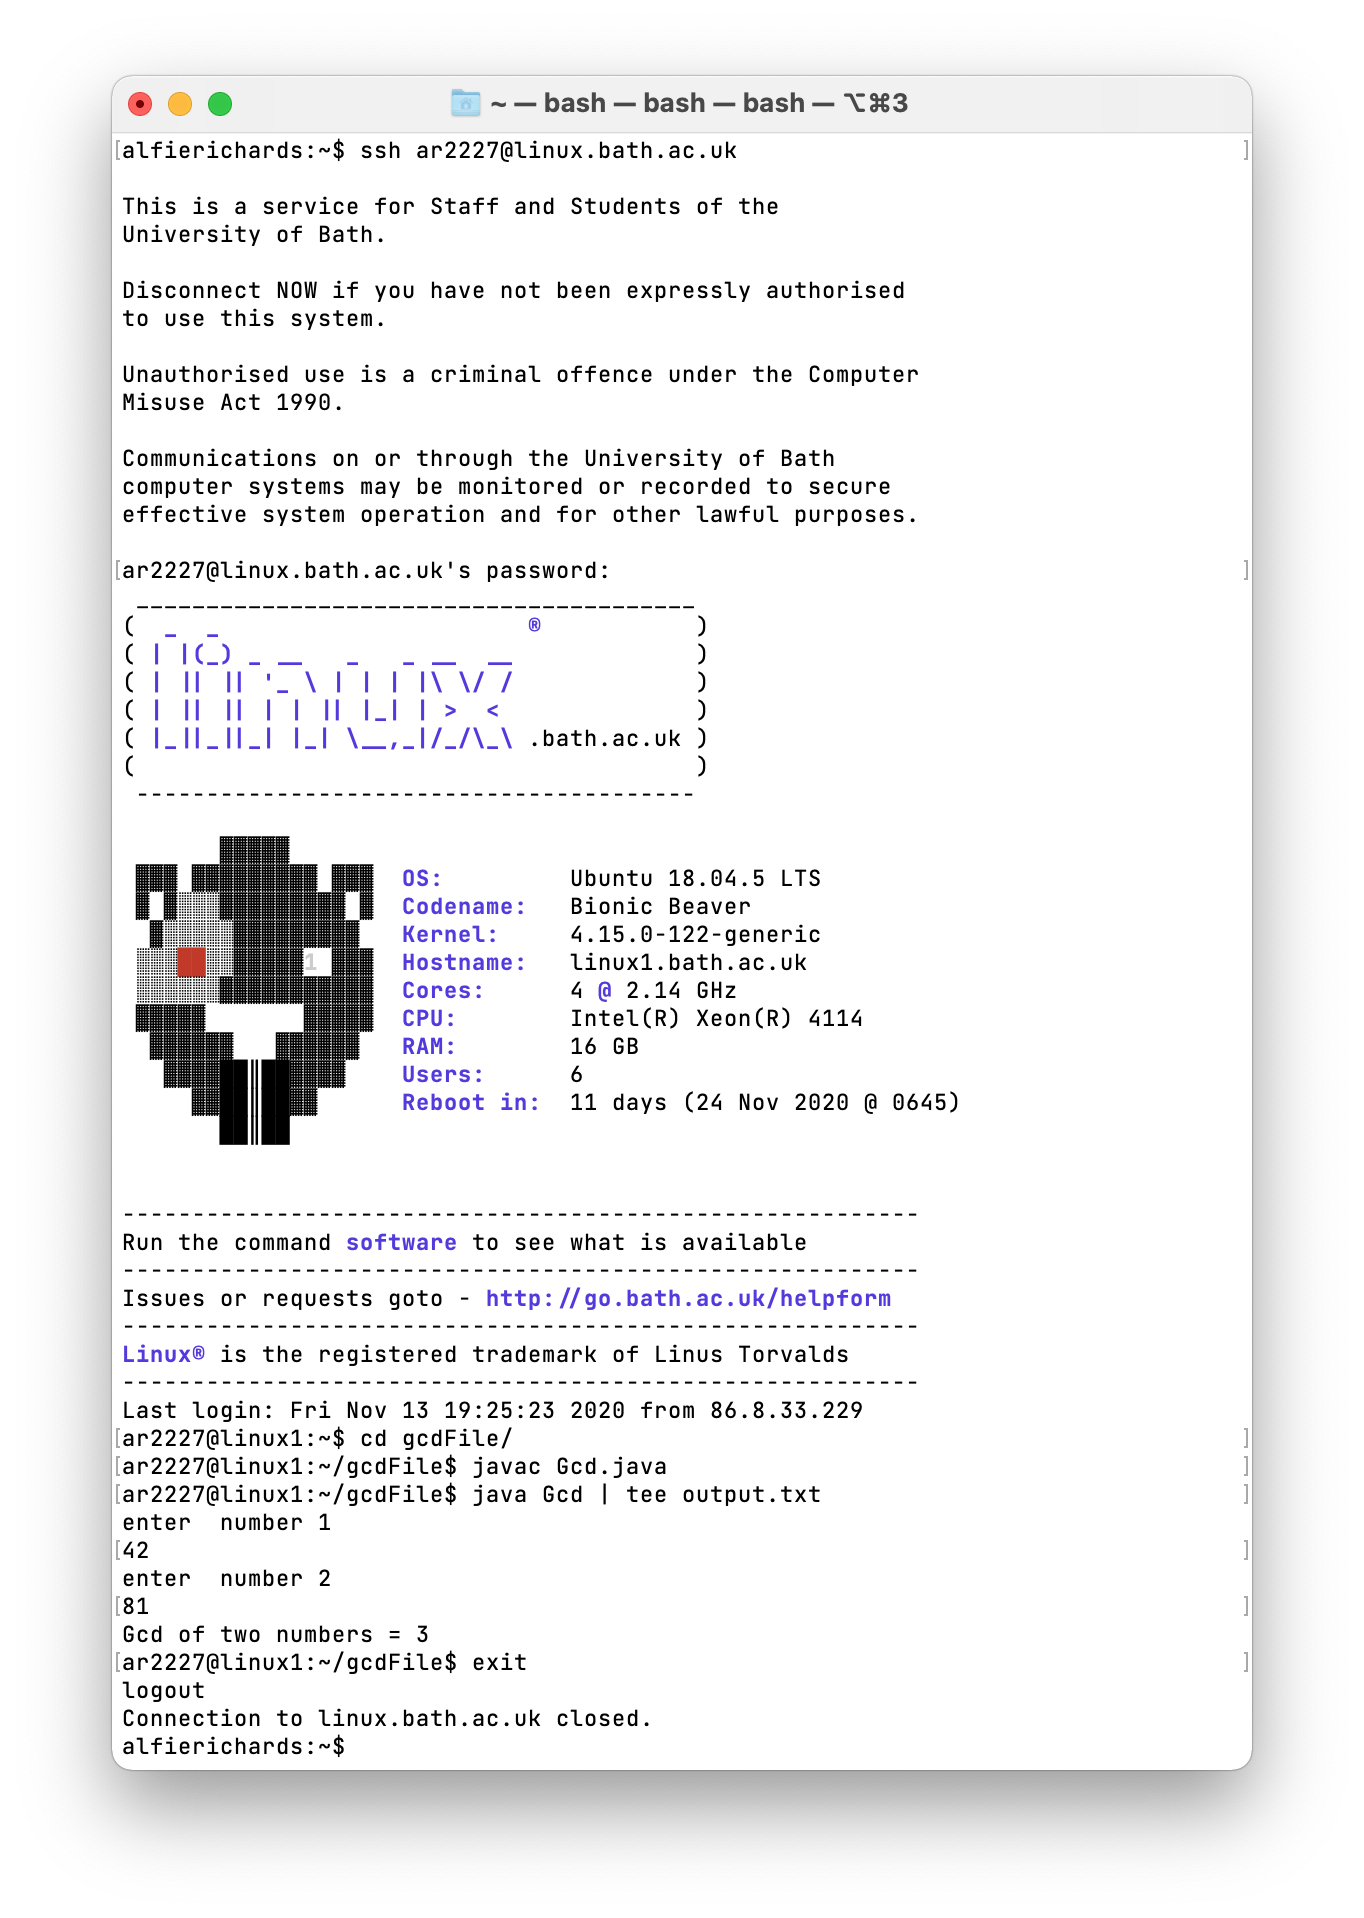 ~ — bash — bash — bash — ⌥⌘3
[alfierichards:~$ ssh ar2227@linux.bath.ac.uk ]
This is a service for Staff and Students of the
University of Bath.
Disconnect NOW if you have not been expressly authorised
to use this system.
Unauthorised use is a criminal offence under the Computer
Misuse Act 1990.
Communications on or through the University of Bath
computer systems may be monitored or recorded to secure
effective system operation and for other lawful purposes.
[ar2227@linux.bath.ac.uk's password: ]
 ________________________________________
(  _  _                      ®           )
( | |(_) _ __   _   _ __  __             )
( | || || '_ \ | | | |\ \/ /             )
( | || || | | || |_| | >  <              )
( |_||_||_| |_| \__,_|/_/\_\ .bath.ac.uk )
(                                        )
 ----------------------------------------
1
OS: Ubuntu 18.04.5 LTS
Codename: Bionic Beaver
Kernel: 4.15.0-122-generic
Hostname: linux1.bath.ac.uk
Cores: 4 @ 2.14 GHz
CPU: Intel(R) Xeon(R) 4114
RAM: 16 GB
Users: 6
Reboot in: 11 days (24 Nov 2020 @ 0645)
---------------------------------------------------------
Run the command software to see what is available
---------------------------------------------------------
Issues or requests goto - http://go.bath.ac.uk/helpform
---------------------------------------------------------
Linux® is the registered trademark of Linus Torvalds
---------------------------------------------------------
Last login: Fri Nov 13 19:25:23 2020 from 86.8.33.229
[ar2227@linux1:~$ cd gcdFile/ ]
[ar2227@linux1:~/gcdFile$ javac Gcd.java ]
[ar2227@linux1:~/gcdFile$ java Gcd | tee output.txt ]
enter  number 1
[42 ]
enter  number 2
[81 ]
Gcd of two numbers = 3
[ar2227@linux1:~/gcdFile$ exit ]
logout
Connection to linux.bath.ac.uk closed.
alfierichards:~$